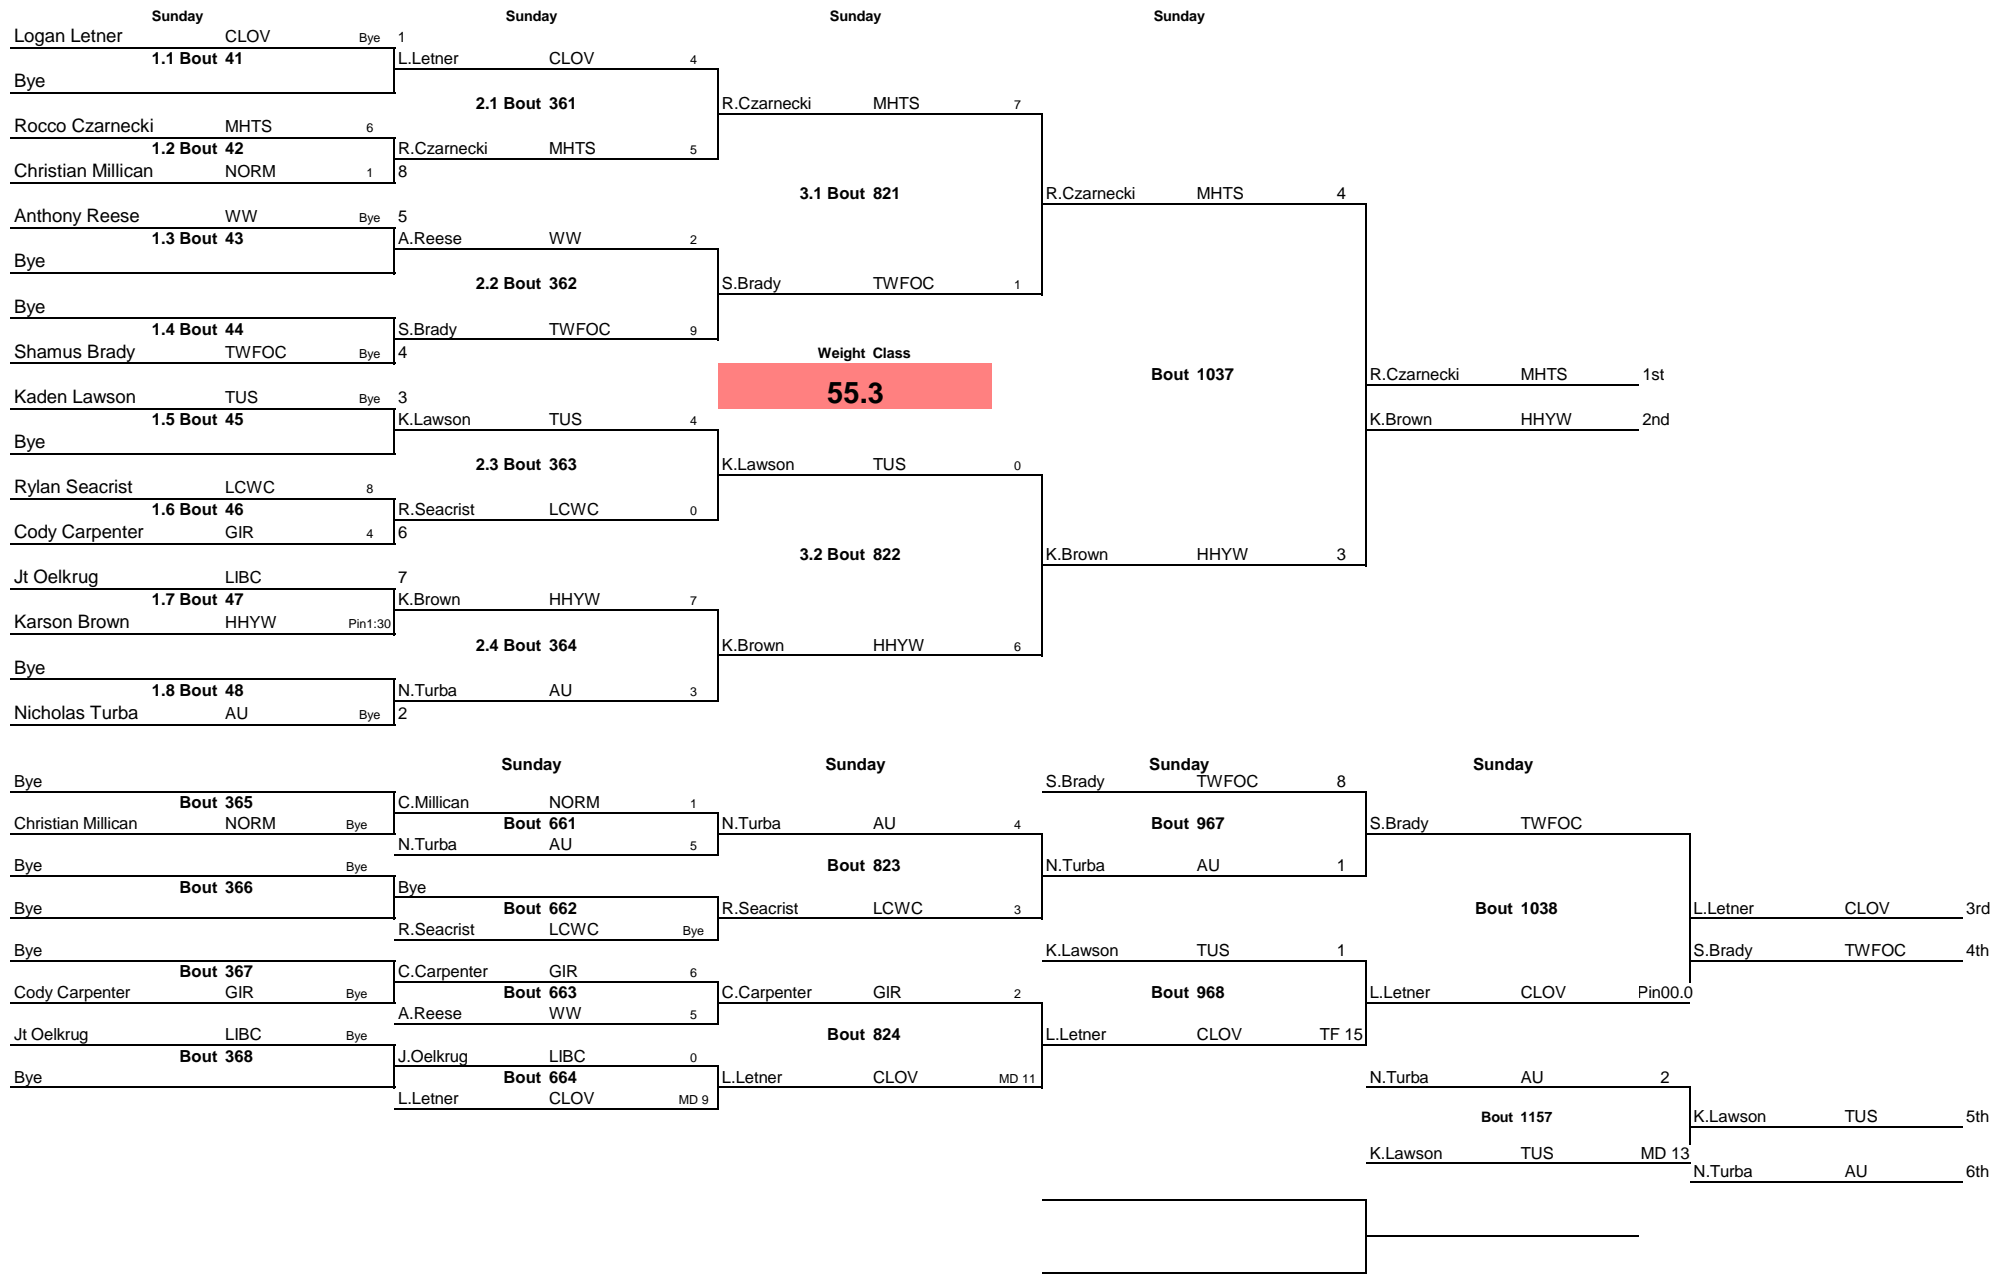 Sunday Sunday Sunday Sunday
Logan Letner CLOV Bye 1
1.1 Bout 41 L.Letner CLOV 4
Bye
2.1 Bout 361 R.Czarnecki MHTS 7
Rocco Czarnecki MHTS 6
1.2 Bout 42 R.Czarnecki MHTS 5
Christian Millican NORM 1 8
3.1 Bout 821 R.Czarnecki MHTS 4
Anthony Reese WW Bye 5
1.3 Bout 43 A.Reese WW 2
Bye
2.2 Bout 362 S.Brady TWFOC 1
Bye
1.4 Bout 44 S.Brady TWFOC 9
Shamus Brady TWFOC Bye 4 Weight Class
Bout 1037 R.Czarnecki MHTS 1st
Kaden Lawson TUS Bye 3 55.3
1.5 Bout 45 K.Lawson TUS 4 K.Brown HHYW 2nd
Bye
2.3 Bout 363 K.Lawson TUS 0
Rylan Seacrist LCWC 8
1.6 Bout 46 R.Seacrist LCWC 0
Cody Carpenter GIR 4 6
3.2 Bout 822 K.Brown HHYW 3
Jt Oelkrug LIBC 7
1.7 Bout 47 K.Brown HHYW 7
Karson Brown HHYW Pin1:30
2.4 Bout 364 K.Brown HHYW 6
Bye
1.8 Bout 48 N.Turba AU 3
Nicholas Turba AU Bye 2
Sunday Sunday Sunday Sunday
Bye S.Brady TWFOC 8
Bout 365 C.Millican NORM 1
Christian Millican NORM Bye Bout 661 N.Turba AU 4 Bout 967 S.Brady TWFOC
N.Turba AU 5
Bye Bye Bout 823 N.Turba AU 1
Bout 366 Bye
Bye Bout 662 R.Seacrist LCWC 3 Bout 1038 L.Letner CLOV 3rd
R.Seacrist LCWC Bye
Bye K.Lawson TUS 1 S.Brady TWFOC 4th
Bout 367 C.Carpenter GIR 6
Cody Carpenter GIR Bye Bout 663 C.Carpenter GIR 2 Bout 968 L.Letner CLOV Pin00.0
A.Reese WW 5
Jt Oelkrug LIBC Bye Bout 824 L.Letner CLOV TF 15
Bout 368 J.Oelkrug LIBC 0
Bye Bout 664 L.Letner CLOV MD 11 N.Turba AU 2
L.Letner CLOV MD 9
Bout 1157 K.Lawson TUS 5th
K.Lawson TUS MD 13
N.Turba AU 6th